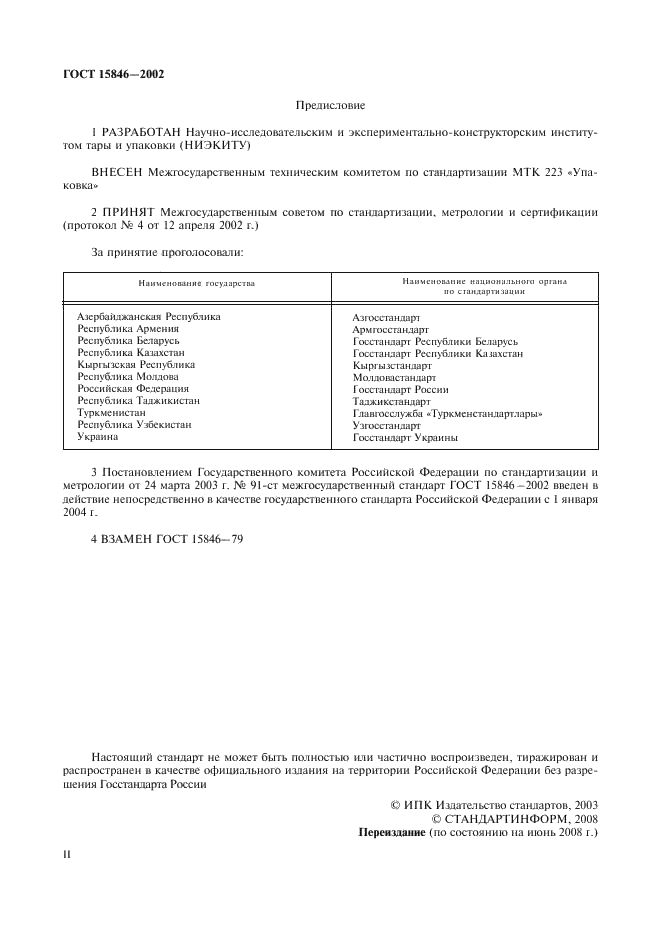 ГОСТ 15846—2002
Предисловие
1 РАЗРАБОТАН Научно-исследовательским и экспериментально-конструкторским институ-
том тары и упаковки (НИЭКИТУ)
ВНЕСЕН Межгосударственным техническим комитетом по стандартизации МТК 223 «Упа-
ковка»
2 ПРИНЯТ Межгосударственным советом по стандартизации, метрологии и сертификации
(протокол № 4 от 12 апреля 2002 г.)
За принятие проголосовали:
Наименование государства
Наименование национального органа
по стандартизации
Азербайджанская Республика Азгосстандарт
Республика Армения Армгосстандарт
Республика Беларусь Госстандарт Республики Беларусь
Республика Казахстан Госстандарт Республики Казахстан
Кыргызская Республика Кыргызстандарт
Республика Молдова Молдовастандарт
Российская Федерация Госстандарт России
Республика Таджикистан Таджикстандарт
Туркменистан Главгосслужба «Туркменстандартлары»
Республика Узбекистан Узгосстандарт
Украина Госстандарт Украины
3 Постановлением Государственного комитета Российской Федерации по стандартизации и
метрологии от 24 марта 2003 г. № 91-ст межгосударственный стандарт ГОСТ 15846—2002 введен в
действие непосредственно в качестве государственного стандарта Российской Федерации с 1 января
2004 г.
4 ВЗАМЕН ГОСТ 15846—79
Настоящий стандарт не может быть полностью или частично воспроизведен, тиражирован и
распространен в качестве официального издания на территории Российской Федерации без разре-
шения Госстандарта России
© ИПК Издательство стандартов, 2003
© СТАНДАРТИНФОРМ, 2008
Переиздание (по состоянию на июнь 2008 г.)
II